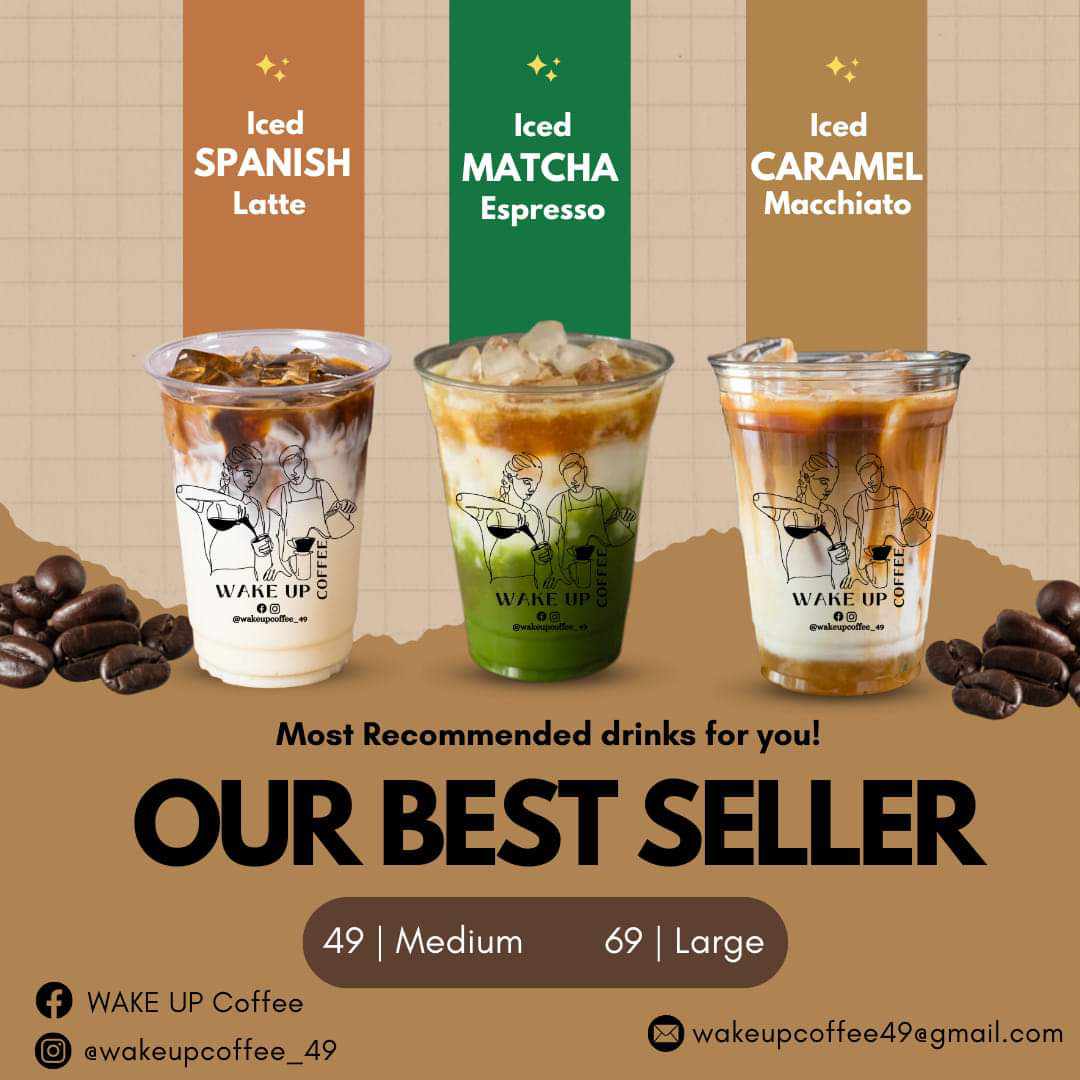 Iced
SPANISH
Latte
Iced
MATCHA
Espresso
Iced
CARAMEL
Macchiato
WAKE UP
COFFEE
@wakeupcoffee_49
WAKE UP
COFFEE
@wakeupcoffee_49
WAKE UP
COFFEE
@wakeupcoffee_49
Most Recommended drinks for you!
OUR BEST SELLER
49 | Medium
69 | Large
WAKE UP Coffee
@wakeupcoffee_49
wakeupcoffee49@gmail.com